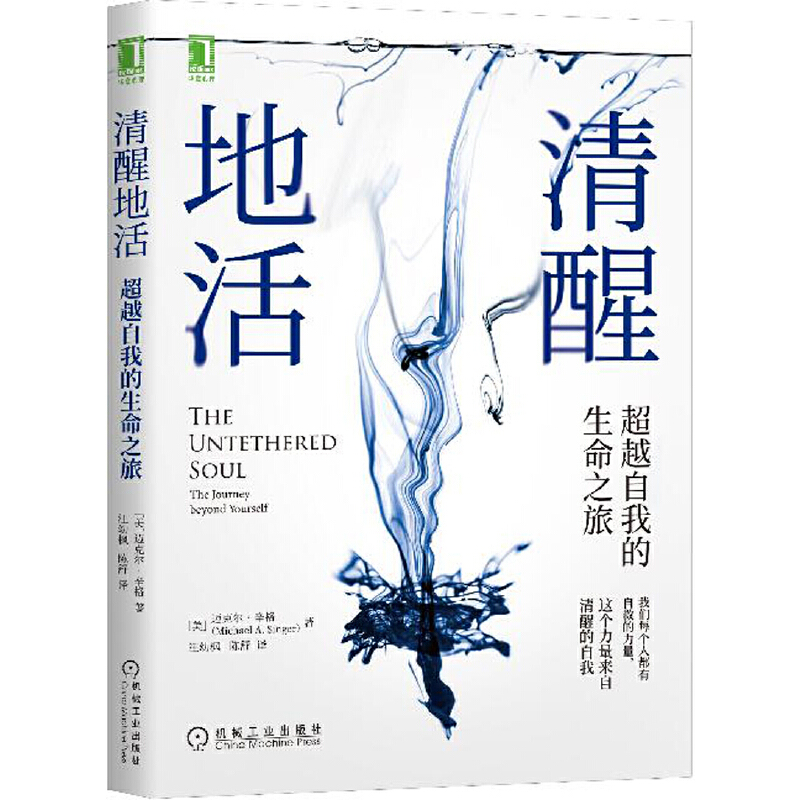 清醒地活
超越自我的生命之旅
[美] 迈克尔·辛格 著
汪幼枫 陈舒 译
机械工业出版社
China Machine Press
清醒
地活
超越自我的
生命之旅
THE
UNTETHERED
SOUL
The Journey
beyond Yourself
我们每个人都有
自救的力量，
这个力量来自
清醒的自我
[美] 迈克尔·辛格
(Michael A. Singer) 著
汪幼枫 陈舒 译
机械工业出版社
China Machine Press